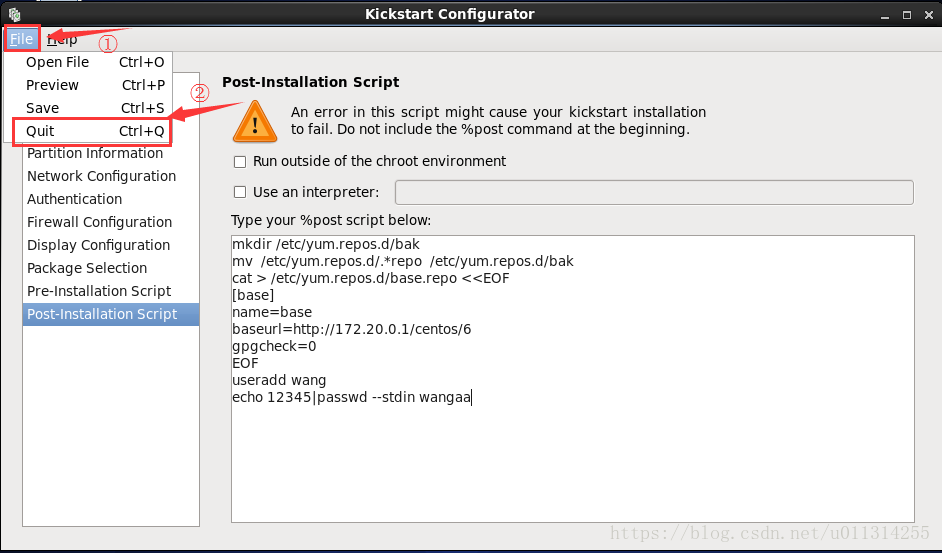 Kickstart Configurator
File Help
①
Open File Ctrl+O
Preview Ctrl+P
Save Ctrl+S
Quit Ctrl+Q
②
Partition Information
Network Configuration
Authentication
Firewall Configuration
Display Configuration
Package Selection
Pre-Installation Script
Post-Installation Script
Post-Installation Script
An error in this script might cause your kickstart installation
to fail. Do not include the %post command at the beginning.
Run outside of the chroot environment
Use an interpreter:
Type your %post script below:
mkdir /etc/yum.repos.d/bak
mv  /etc/yum.repos.d/.*repo  /etc/yum.repos.d/bak
cat > /etc/yum.repos.d/base.repo <<EOF
[base]
name=base
baseurl=http://172.20.0.1/centos/6
gpgcheck=0
EOF
useradd wang
echo 12345|passwd --stdin wangaa
https://blog.csdn.net/u011314255